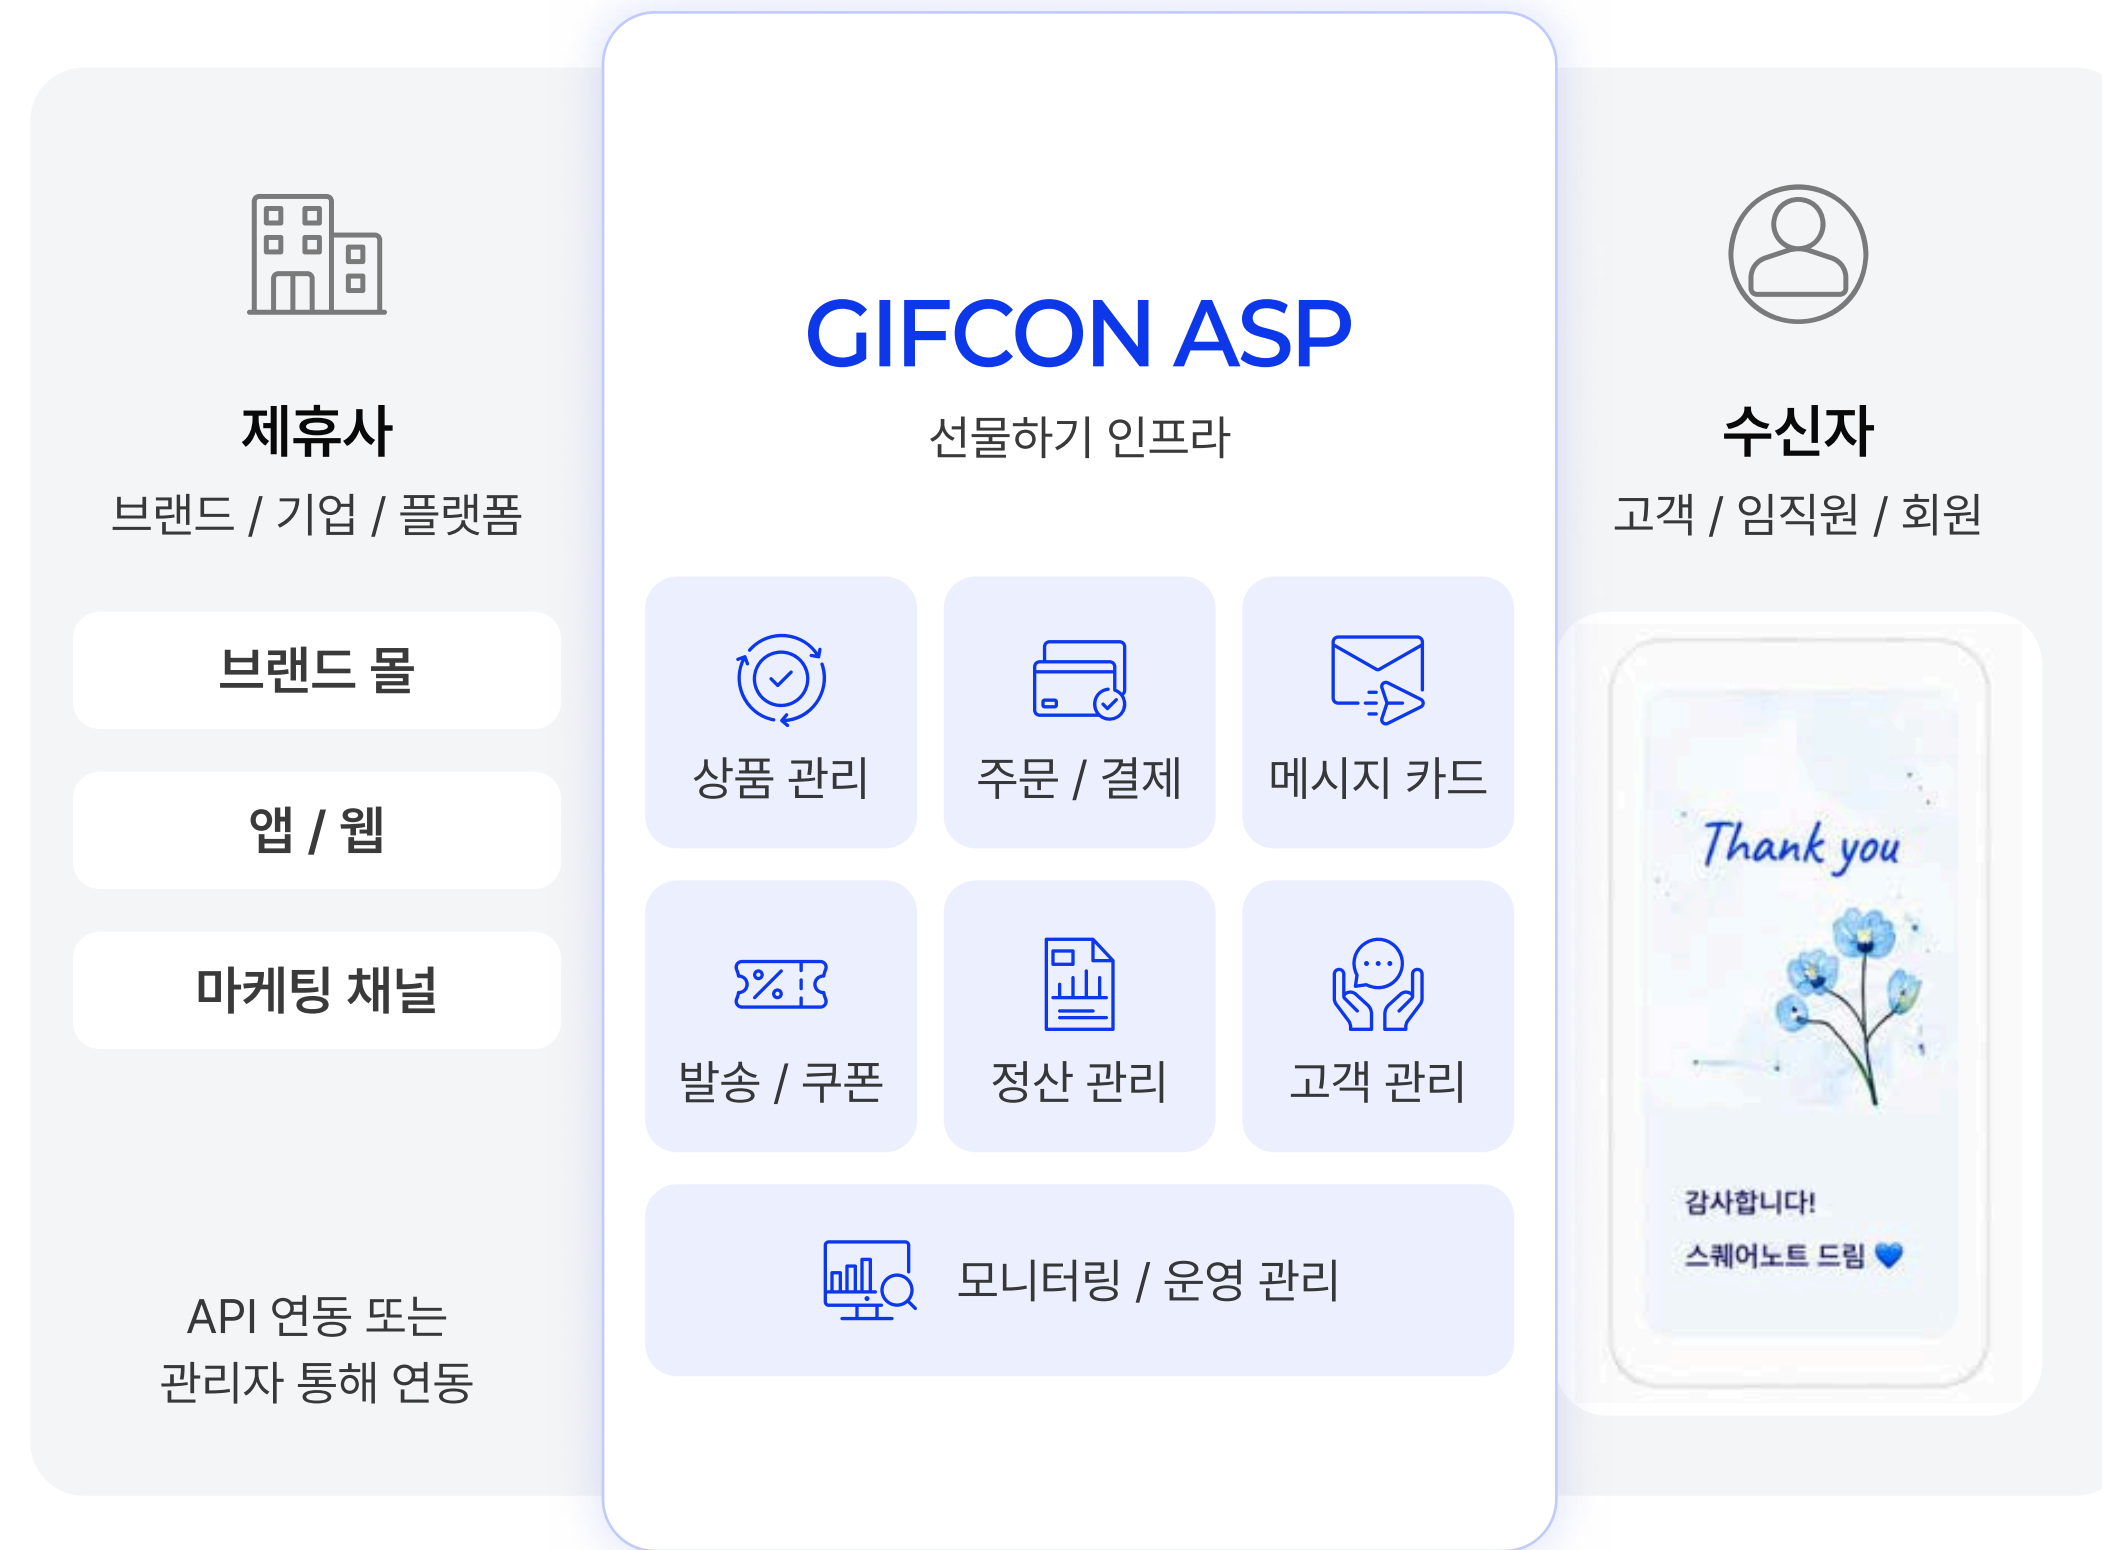 제휴사
브랜드 / 기업 / 플랫폼
브랜드 몰
앱 / 웹
마케팅 채널
API 연동 또는
관리자 통해 연동
GIFCON ASP
선물하기 인프라
상품 관리
주문 / 결제
메시지 카드
발송 / 쿠폰
정산 관리
고객 관리
모니터링 / 운영 관리
수신자
고객 / 임직원 / 회원
Thank you
감사합니다!
스퀘어노트 드림 💙